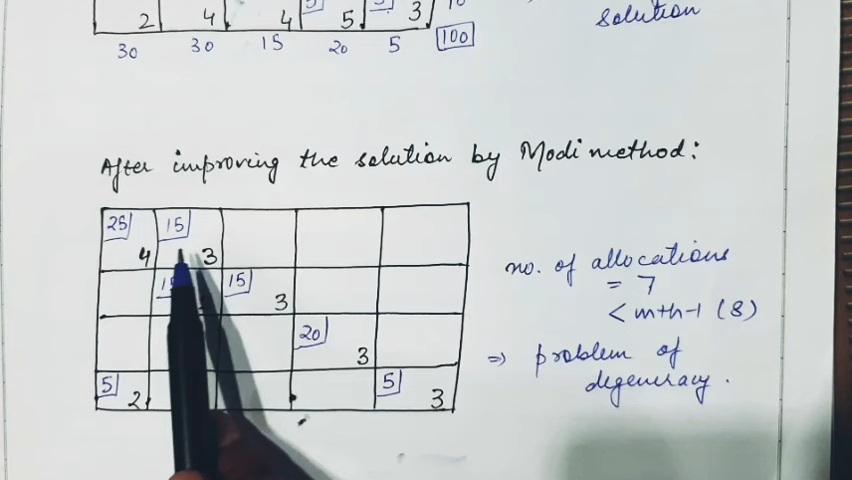 2 4 4 5 3
30 30 15 20 5 100
solution
After improving the solution by Modi method:
25 15
4 3
15 3
20
3
5 2 5 3
no. of allocations
= 7
< m+n-1 (8)
⇒ problem of
degeneracy.